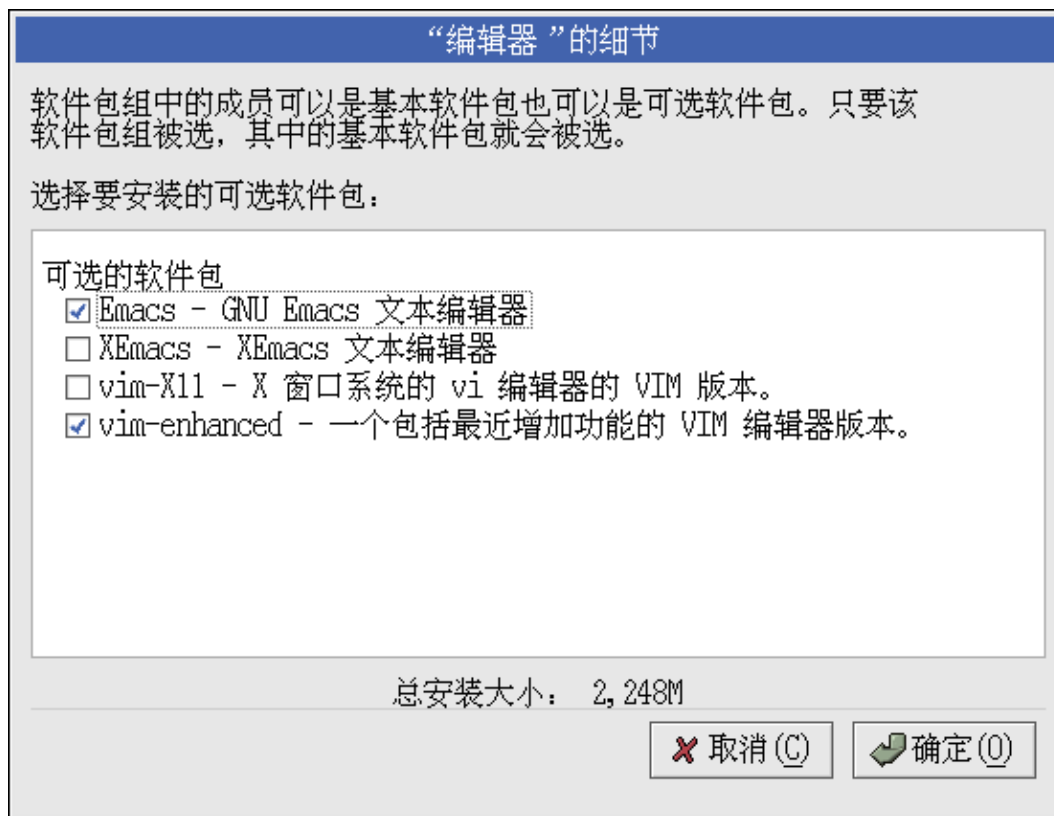 “编辑器 ”的细节
软件包组中的成员可以是基本软件包也可以是可选软件包。只要该
软件包组被选，其中的基本软件包就会被选。
选择要安装的可选软件包：
可选的软件包
Emacs - GNU Emacs 文本编辑器
XEmacs - XEmacs 文本编辑器
vim-X11 - X 窗口系统的 vi 编辑器的 VIM 版本。
vim-enhanced - 一个包括最近增加功能的 VIM 编辑器版本。
总安装大小： 2,248M
取消(C) 确定(O)